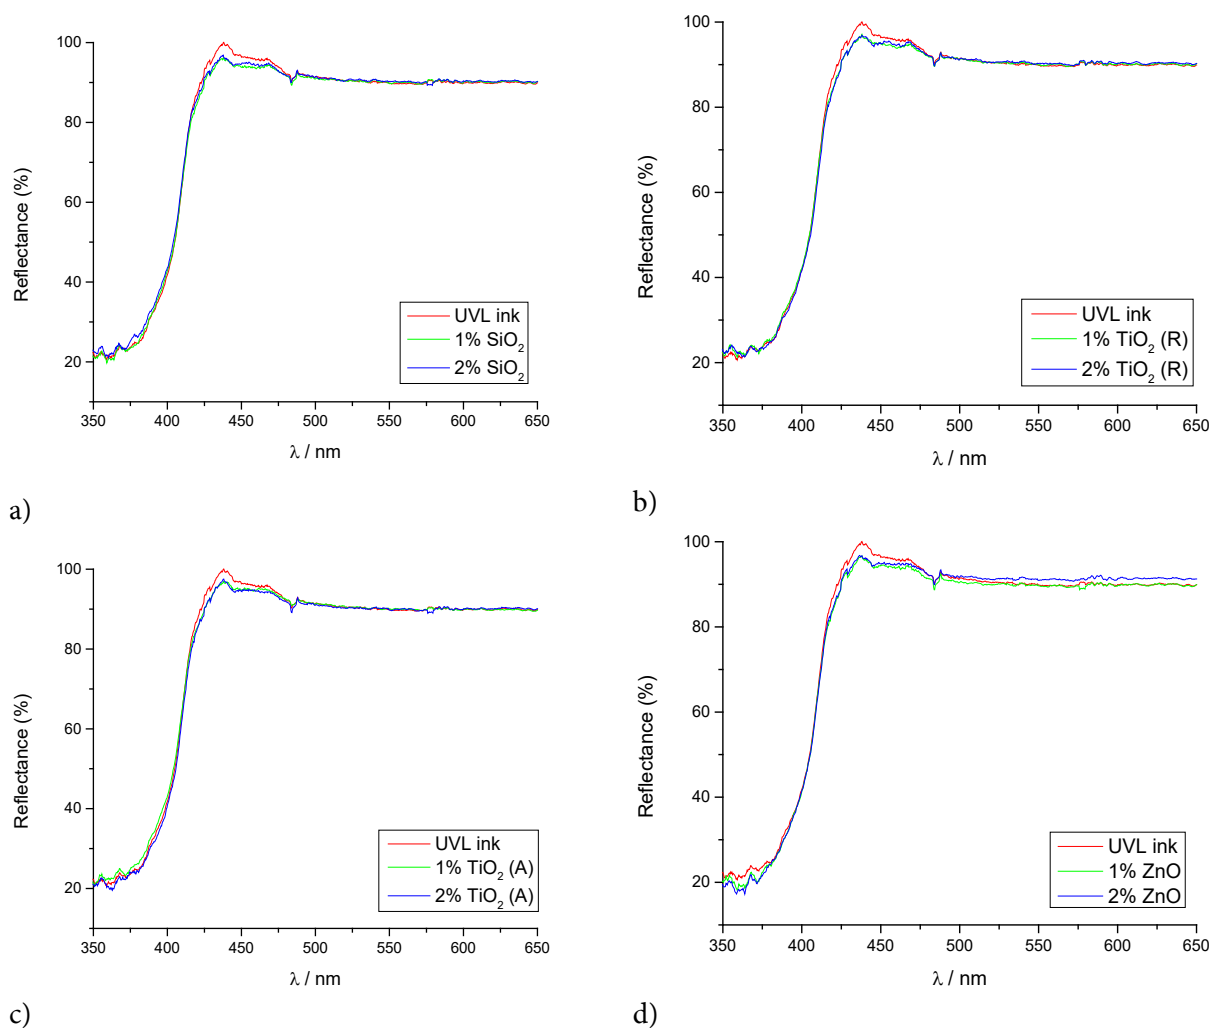 100
80
60
40
20
Reflectance (%)
UVL ink
1% SiO₂
2% SiO₂
350 400 450 500 550 600 650
λ / nm
a)
100
80
60
40
20
Reflectance (%)
UVL ink
1% TiO₂ (R)
2% TiO₂ (R)
350 400 450 500 550 600 650
λ / nm
b)
100
80
60
40
20
Reflectance (%)
UVL ink
1% TiO₂ (A)
2% TiO₂ (A)
350 400 450 500 550 600 650
λ / nm
c)
100
80
60
40
20
Reflectance (%)
UVL ink
1% ZnO
2% ZnO
350 400 450 500 550 600 650
λ / nm
d)